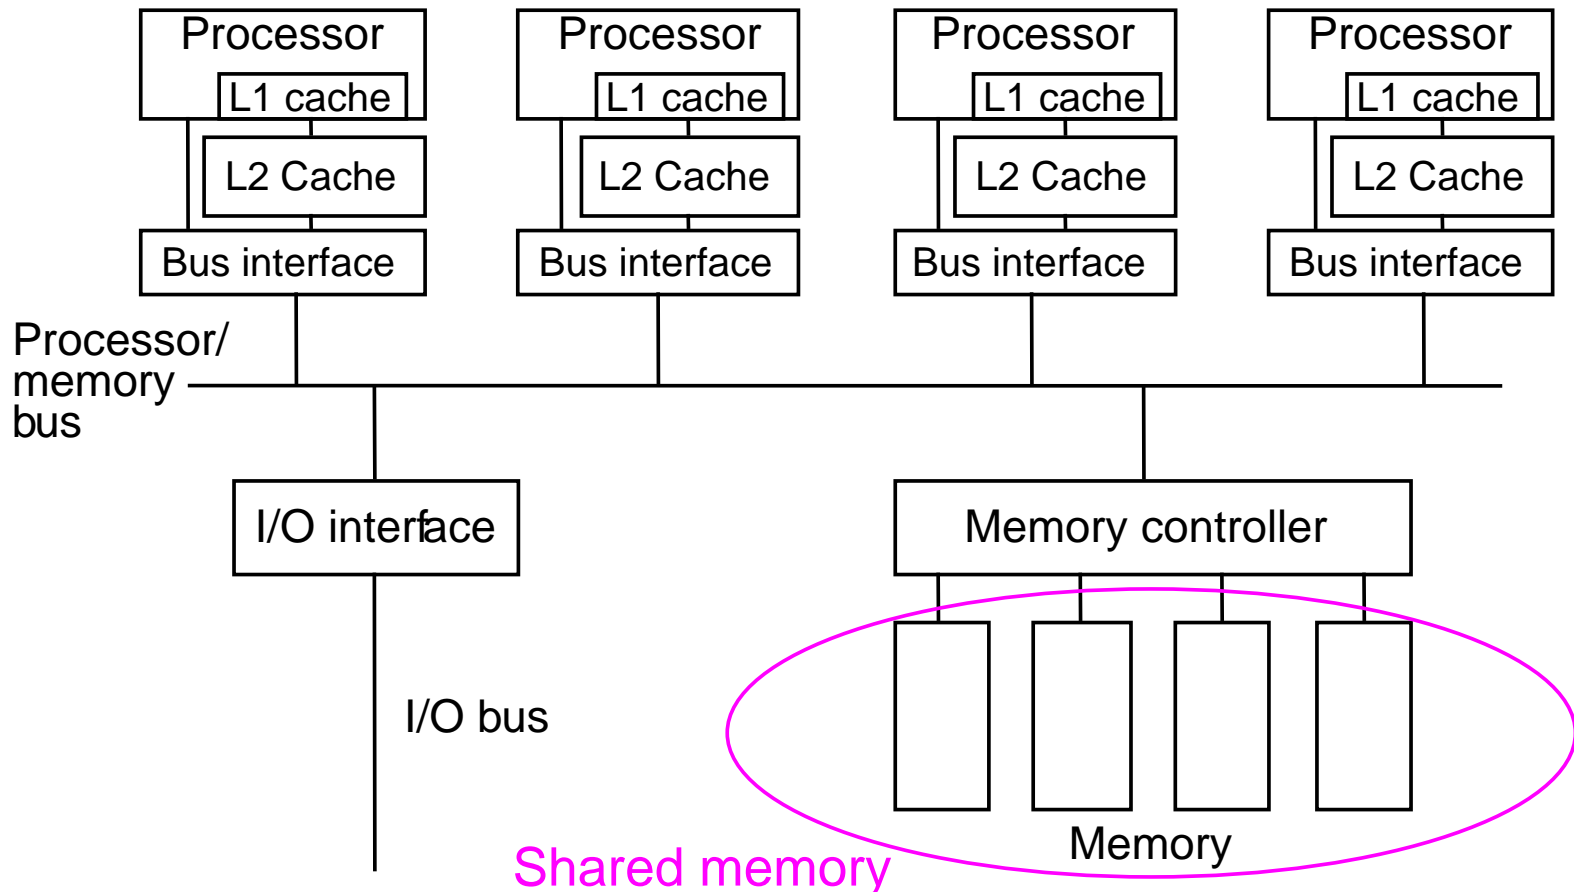 Processor Processor Processor Processor
L1 cache L1 cache L1 cache L1 cache
L2 Cache L2 Cache L2 Cache L2 Cache
Bus interface Bus interface Bus interface Bus interface
Processor/
memory
bus
I/O interface Memory controller
I/O bus
Memory
Shared memory